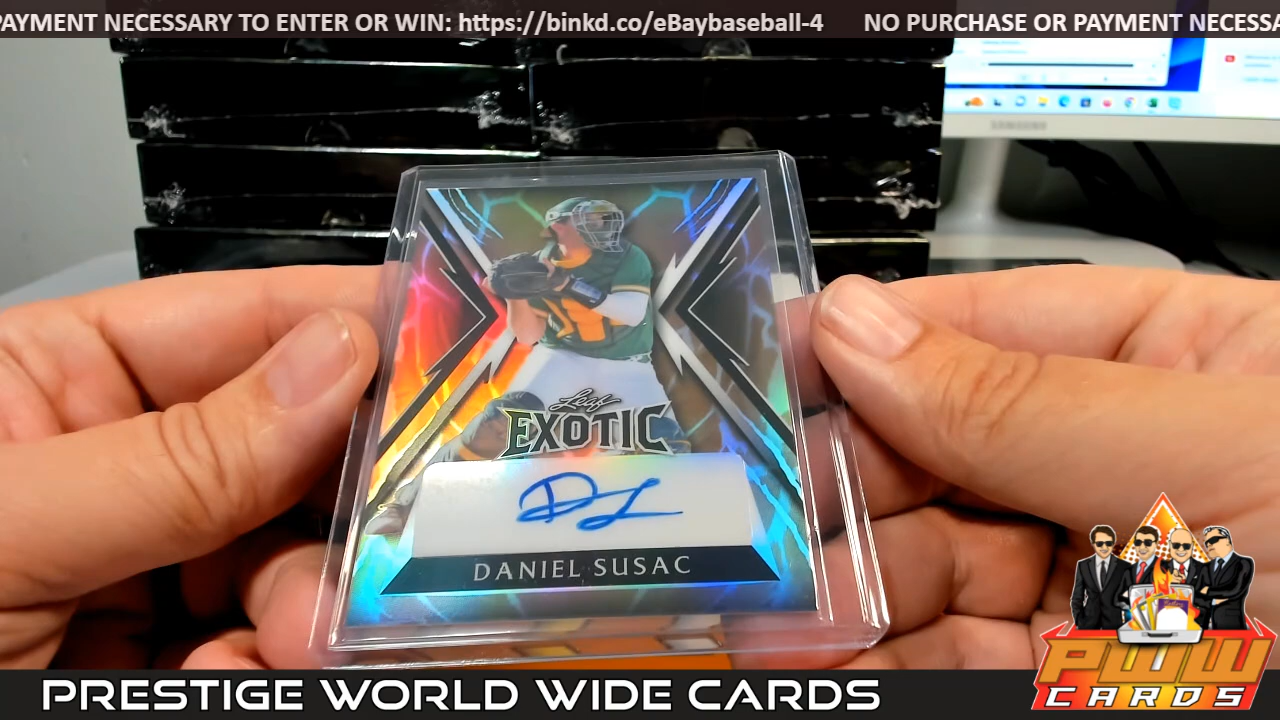 PAYMENT NECESSARY TO ENTER OR WIN: https://binkd.co/eBaybaseball-4 NO PURCHASE OR PAYMENT NECESSA
SAMSUNG
Leaf
EXOTIC
DANIEL SUSAC
PRESTIGE WORLD WIDE CARDS
PWW
CARDS